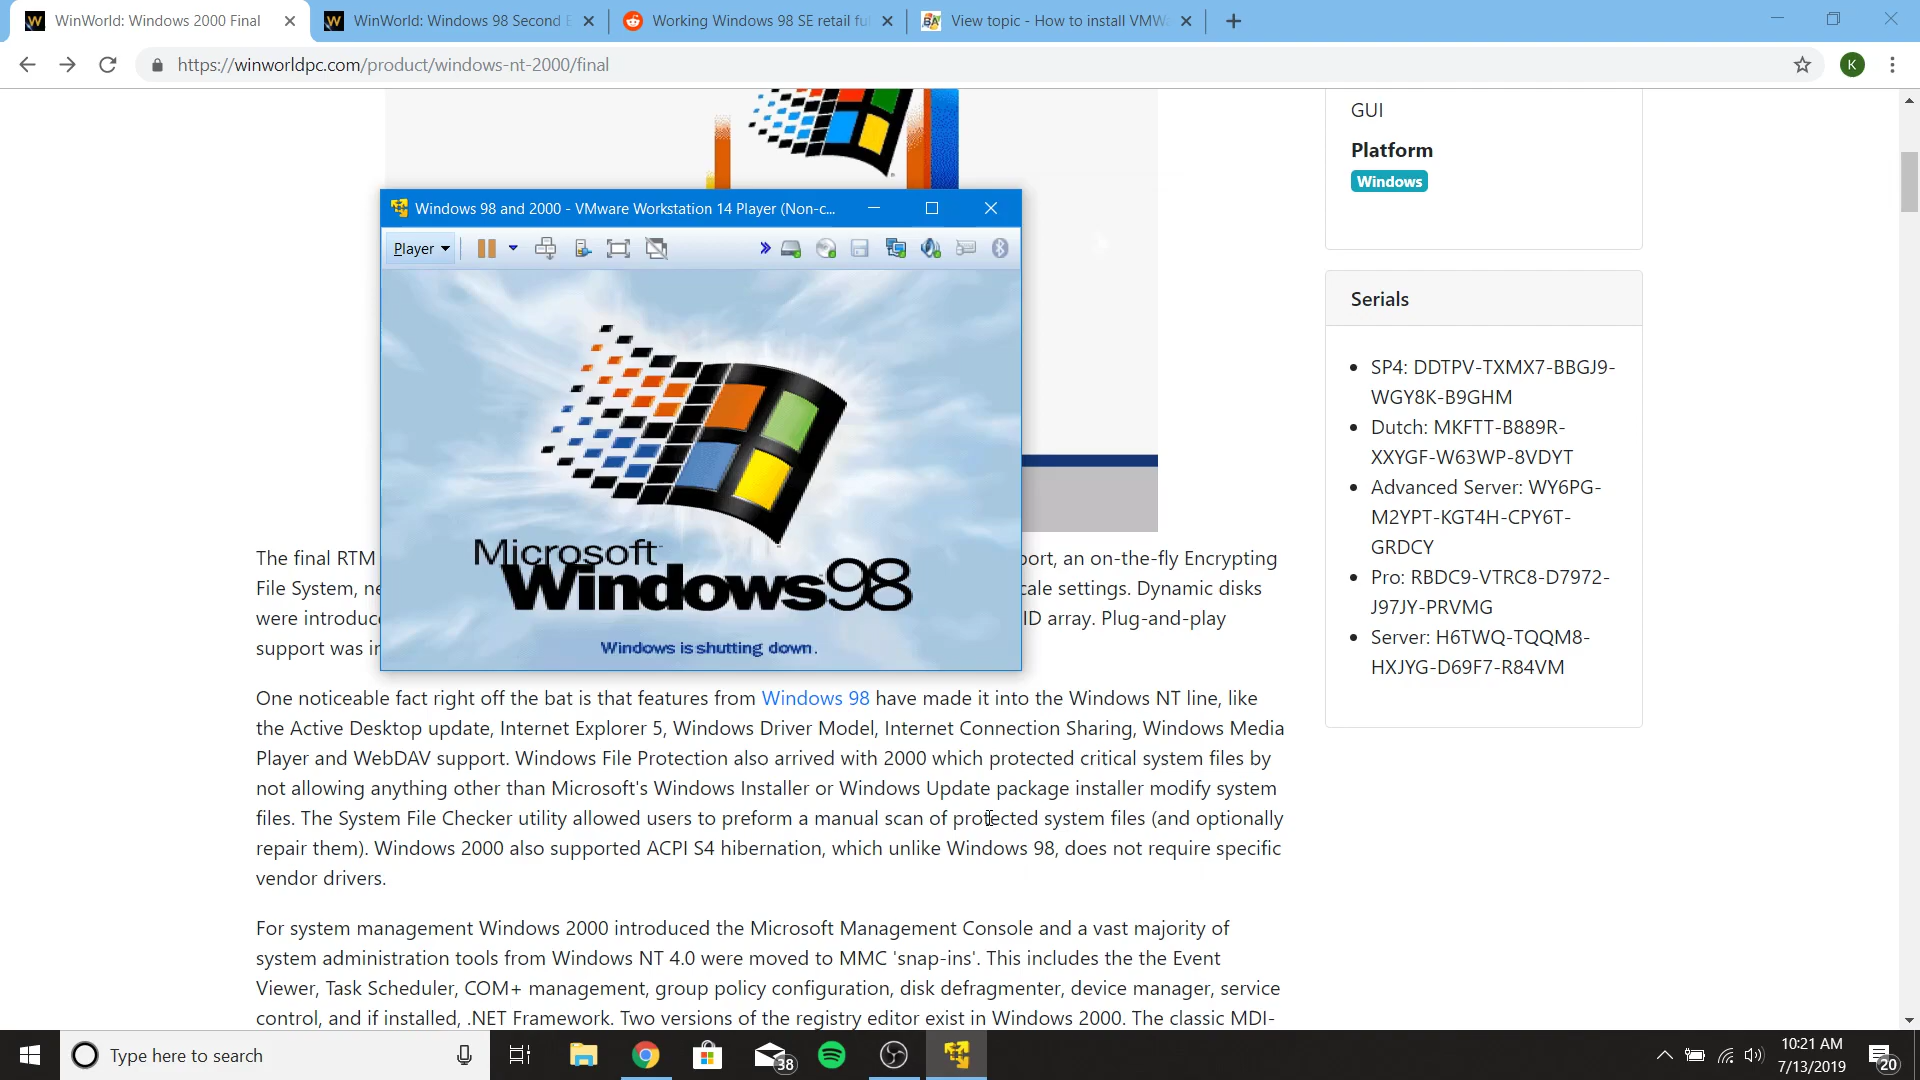 WinWorld: Windows 2000 Final
WinWorld: Windows 98 Second E
Working Windows 98 SE retail fu
View topic - How to install VMWa
https://winworldpc.com/product/windows-nt-2000/final
K
GUI
Platform
Windows
Windows 98 and 2000 - VMware Workstation 14 Player (Non-c...
Player
Microsoft
Windows98
Windows is shutting down.
Serials
SP4: DDTPV-TXMX7-BBGJ9-
WGY8K-B9GHM
Dutch: MKFTT-B889R-
XXYGF-W63WP-8VDYT
Advanced Server: WY6PG-
M2YPT-KGT4H-CPY6T-
GRDCY
Pro: RBDC9-VTRC8-D7972-
J97JY-PRVMG
Server: H6TWQ-TQQM8-
HXJYG-D69F7-R84VM
The final RTM port, an on-the-fly Encrypting
File System, ne cale settings. Dynamic disks
were introduc ID array. Plug-and-play
support was in
One noticeable fact right off the bat is that features from Windows 98 have made it into the Windows NT line, like
the Active Desktop update, Internet Explorer 5, Windows Driver Model, Internet Connection Sharing, Windows Media
Player and WebDAV support. Windows File Protection also arrived with 2000 which protected critical system files by
not allowing anything other than Microsoft's Windows Installer or Windows Update package installer modify system
files. The System File Checker utility allowed users to preform a manual scan of protected system files (and optionally
repair them). Windows 2000 also supported ACPI S4 hibernation, which unlike Windows 98, does not require specific
vendor drivers.
For system management Windows 2000 introduced the Microsoft Management Console and a vast majority of
system administration tools from Windows NT 4.0 were moved to MMC 'snap-ins'. This includes the the Event
Viewer, Task Scheduler, COM+ management, group policy configuration, disk defragmenter, device manager, service
control, and if installed, .NET Framework. Two versions of the registry editor exist in Windows 2000. The classic MDI-
Type here to search
38
10:21 AM
7/13/2019
20